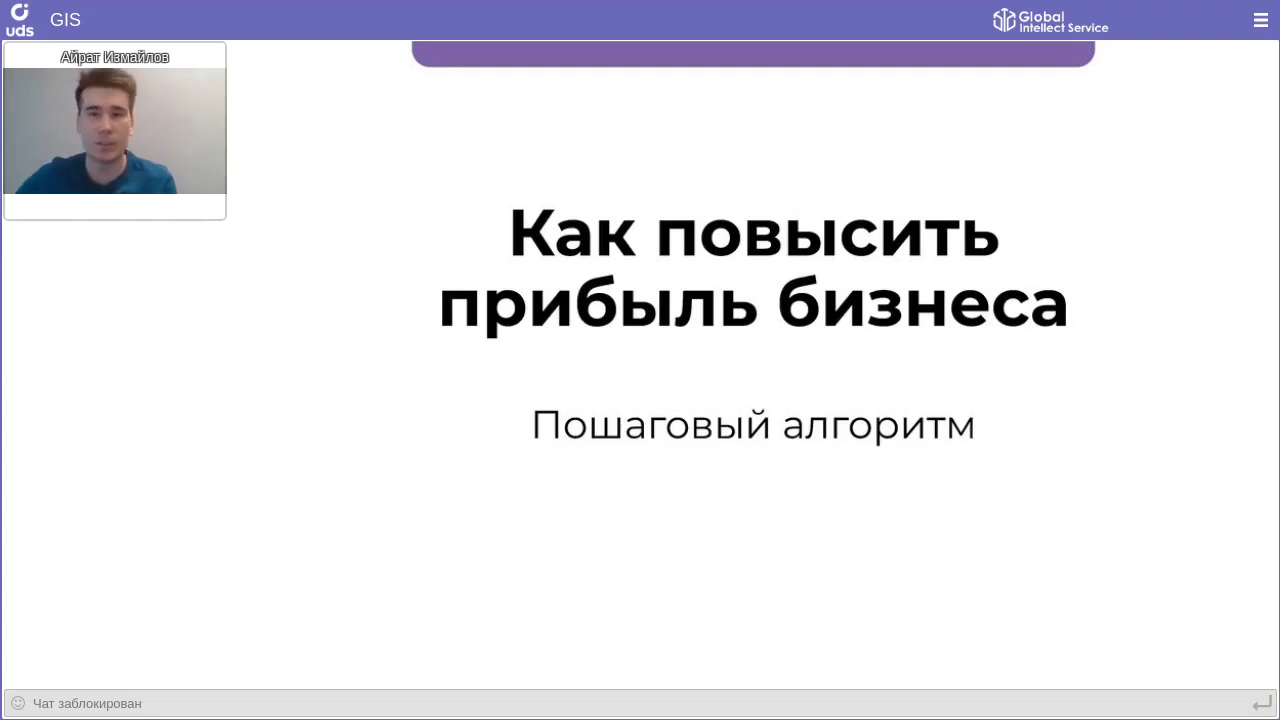 uds
GIS
Global
Intellect Service
Айрат Измайлов
Как повысить
прибыль бизнеса
Пошаговый алгоритм
Чат заблокирован